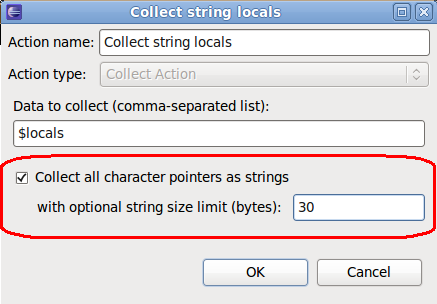 Collect string locals
Action name: Collect string locals
Action type: Collect Action
Data to collect (comma-separated list):
$locals
Collect all character pointers as strings
with optional string size limit (bytes): 30
OK Cancel